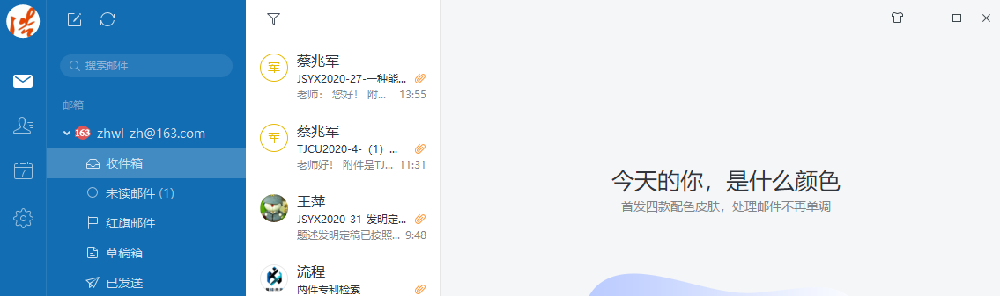 搜索邮件
邮箱
163 zhwl_zh@163.com
收件箱
未读邮件 (1)
红旗邮件
草稿箱
已发送
7
军
蔡兆军
JSYX2020-27-一种能...
老师： 您好！ 附... 13:55
军
蔡兆军
TJCU2020-4-（1）...
老师好！ 附件是TJ... 11:31
王萍
JSYX2020-31-发明定...
题述发明定稿已按照... 9:48
流程
两件专利检索
今天的你，是什么颜色
首发四款配色皮肤，处理邮件不再单调